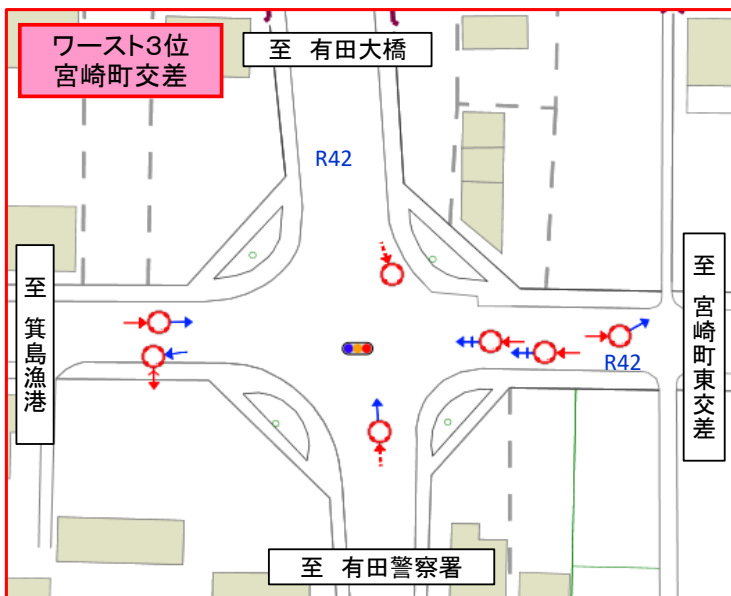 ワースト3位
宮崎町交差
至 有田大橋
R42
至 箕島漁港
至 宮崎町東交差
R42
至 有田警察署